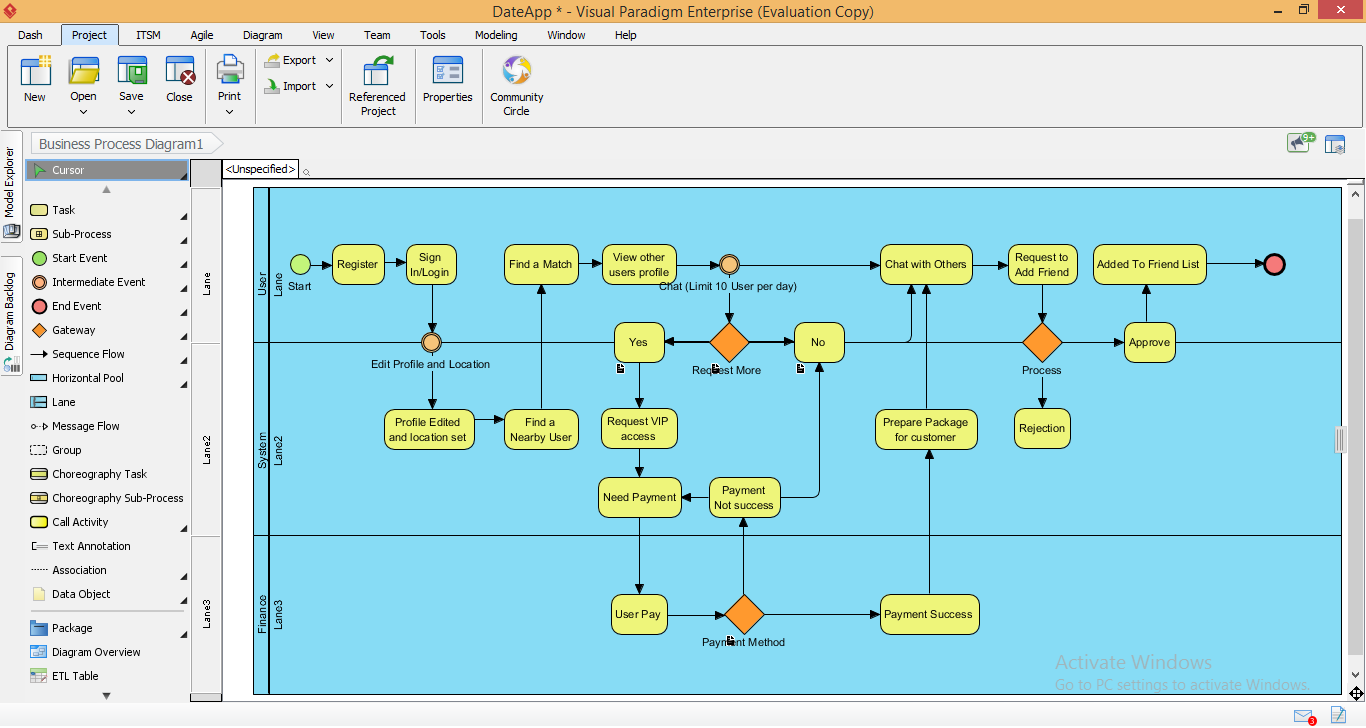 DateApp * - Visual Paradigm Enterprise (Evaluation Copy)
Dash Project ITSM Agile Diagram View Team Tools Modeling Window Help
New
Open
Save
Close
Print
Export
Import
Referenced
Project
Properties
Community
Circle
Business Process Diagram1
9+
Model Explorer
Diagram Backlog
Cursor
Task
Sub-Process
Start Event
Intermediate Event
End Event
Gateway
Sequence Flow
Horizontal Pool
Lane
Message Flow
Group
Choreography Task
Choreography Sub-Process
Call Activity
Text Annotation
Association
Data Object
Package
Diagram Overview
ETL Table
<Unspecified>
Lane
Lane2
Lane3
User
Lane
Start
Register
Sign
In/Login
Find a Match
View other
users profile
Chat (Limit 10 User per day)
Chat with Others
Request to
Add Friend
Added To Friend List
Edit Profile and Location
Yes
Request More
No
Process
Approve
System
Lane2
Profile Edited
and location set
Find a
Nearby User
Request VIP
access
Prepare Package
for customer
Rejection
Need Payment
Payment
Not success
Finance
Lane3
User Pay
Payment Method
Payment Success
Activate Windows
Go to PC settings to activate Windows.
3